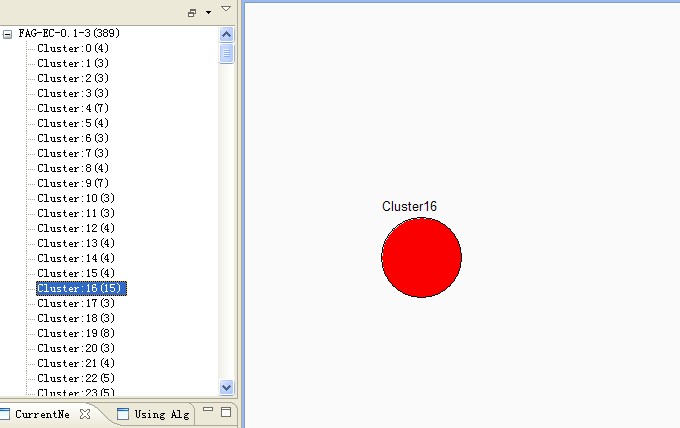 FAG-EC-0.1-3(389)
Cluster:0(4)
Cluster:1(3)
Cluster:2(3)
Cluster:3(3)
Cluster:4(7)
Cluster:5(4)
Cluster:6(3)
Cluster:7(3)
Cluster:8(4)
Cluster:9(7)
Cluster:10(3)
Cluster:11(3)
Cluster:12(4)
Cluster:13(4)
Cluster:14(4)
Cluster:15(4)
Cluster:16(15)
Cluster:17(3)
Cluster:18(3)
Cluster:19(8)
Cluster:20(3)
Cluster:21(4)
Cluster:22(5)
Cluster:23(5)
CurrentNe
Using Alg
Cluster16